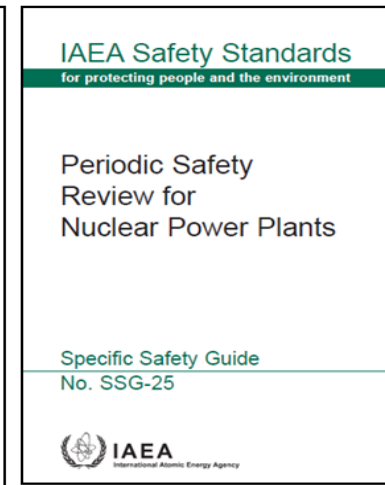 IAEA Safety Standards
for protecting people and the environment
Periodic Safety
Review for
Nuclear Power Plants
Specific Safety Guide
No. SSG-25
IAEA
International Atomic Energy Agency